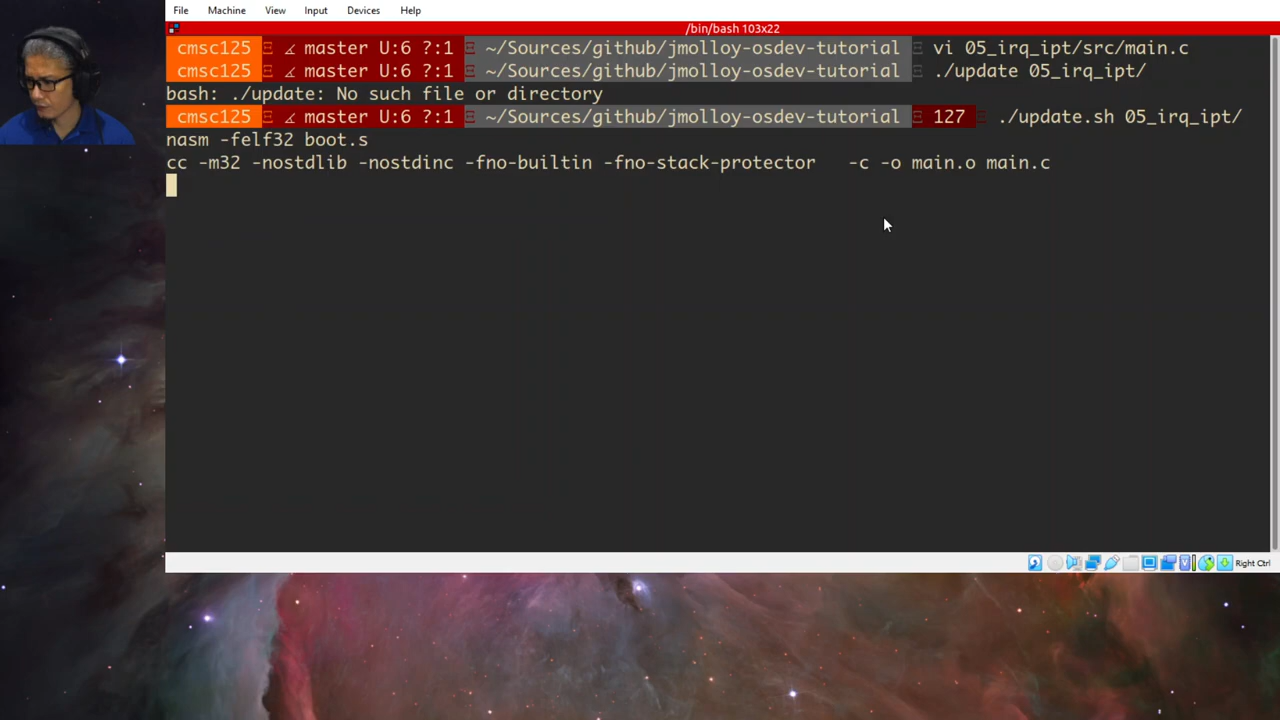 File Machine View Input Devices Help
/bin/bash 103x22
cmsc125 master U:6 ?:1 ~/Sources/github/jmolloy-osdev-tutorial vi 05_irq_ipt/src/main.c
cmsc125 master U:6 ?:1 ~/Sources/github/jmolloy-osdev-tutorial ./update 05_irq_ipt/
bash: ./update: No such file or directory
cmsc125 master U:6 ?:1 ~/Sources/github/jmolloy-osdev-tutorial 127 ./update.sh 05_irq_ipt/
nasm -felf32 boot.s
cc -m32 -nostdlib -nostdinc -fno-builtin -fno-stack-protector -c -o main.o main.c
Right Ctrl